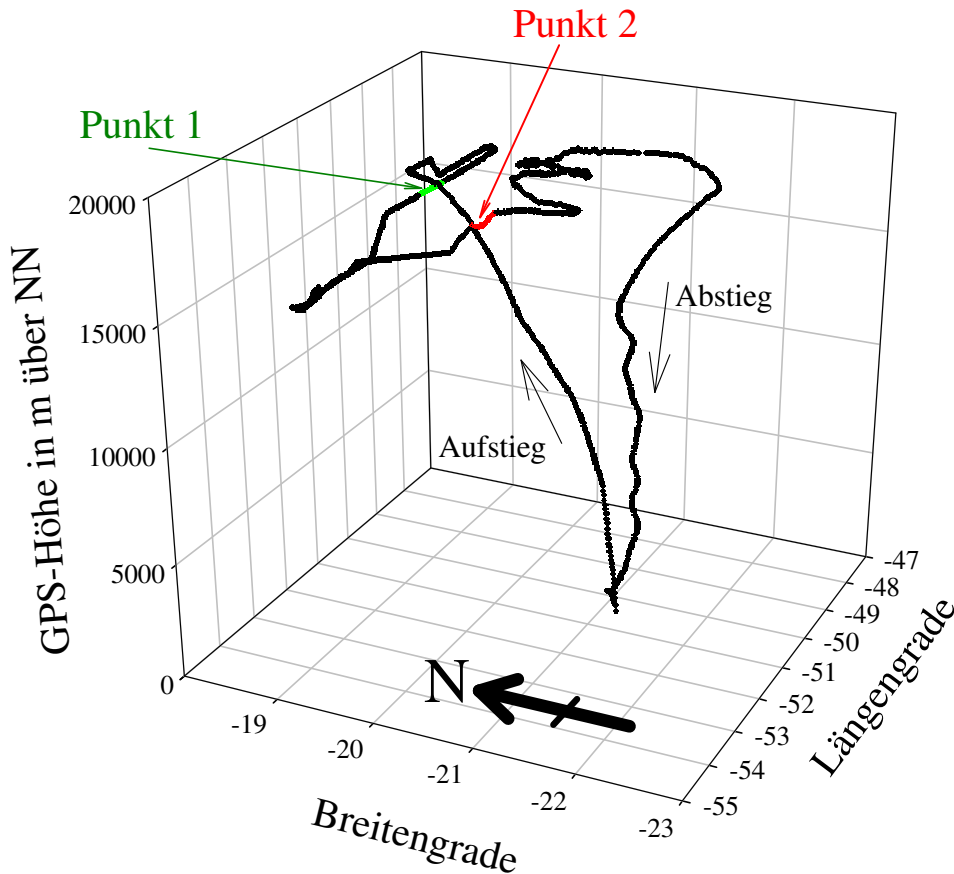 Punkt 2
Punkt 1
20000
15000
10000
5000
0
GPS-Höhe in m über NN
Abstieg
Aufstieg
N
-19
-20
-21
-22
-23
Breitengrade
-47
-48
-49
-50
-51
-52
-53
-54
-55
Längengrade